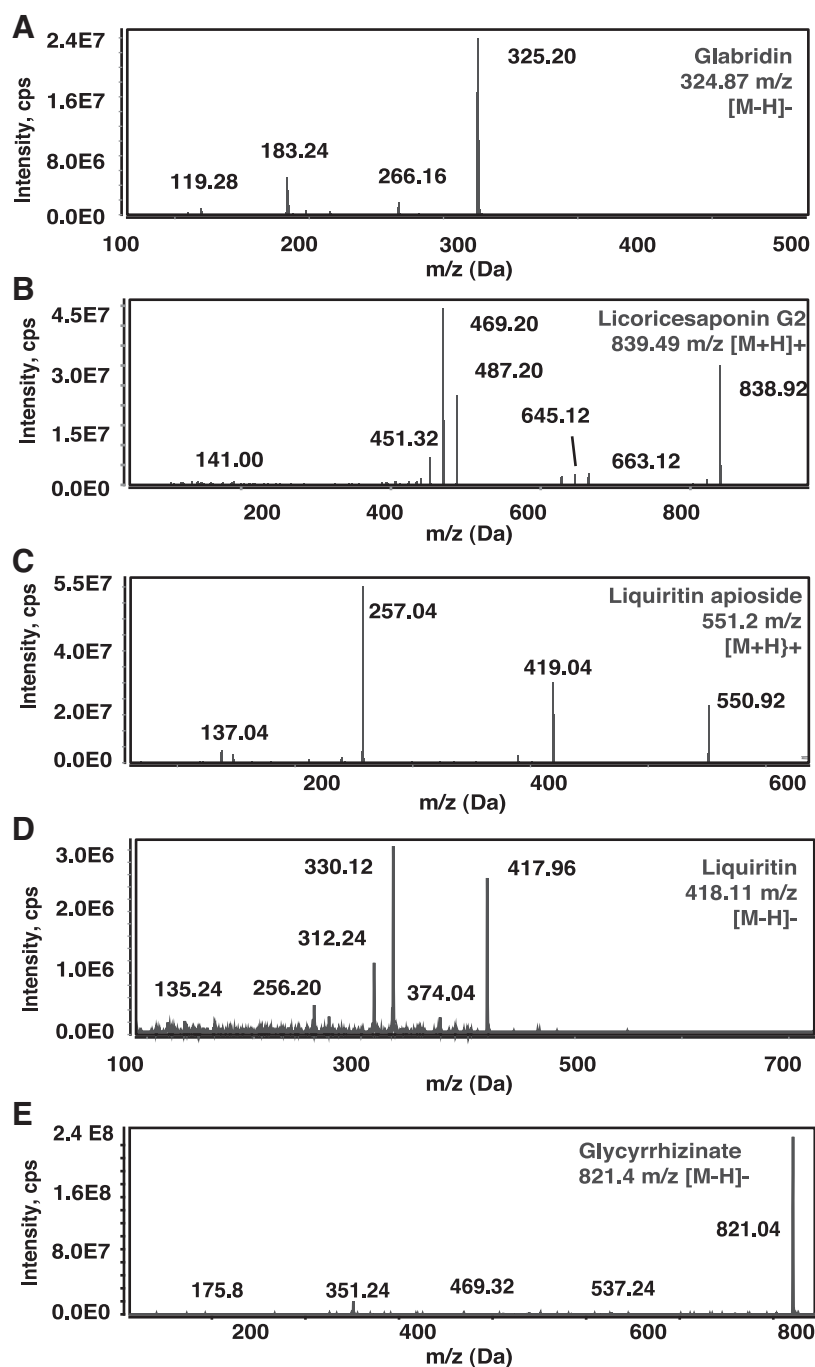 A
Intensity, cps
2.4E7
1.6E7
8.0E6
0.0E0
119.28
183.24
266.16
325.20
Glabridin
324.87 m/z
[M-H]-
100
200
300
400
500
m/z (Da)
B
Intensity, cps
4.5E7
3.0E7
1.5E7
0.0E0
141.00
451.32
469.20
487.20
645.12
663.12
838.92
Licoricesaponin G2
839.49 m/z [M+H]+
200
400
600
800
m/z (Da)
C
Intensity, cps
5.5E7
4.0E7
2.0E7
0.0E0
137.04
257.04
419.04
550.92
Liquiritin apioside
551.2 m/z
[M+H}+
200
400
600
m/z (Da)
D
Intensity, cps
3.0E6
2.0E6
1.0E6
0.0E0
135.24
256.20
312.24
330.12
374.04
417.96
Liquiritin
418.11 m/z
[M-H]-
100
300
500
700
m/z (Da)
E
Intensity, cps
2.4 E8
1.6E8
8.0E7
0.0E0
175.8
351.24
469.32
537.24
821.04
Glycyrrhizinate
821.4 m/z [M-H]-
200
400
600
800
m/z (Da)